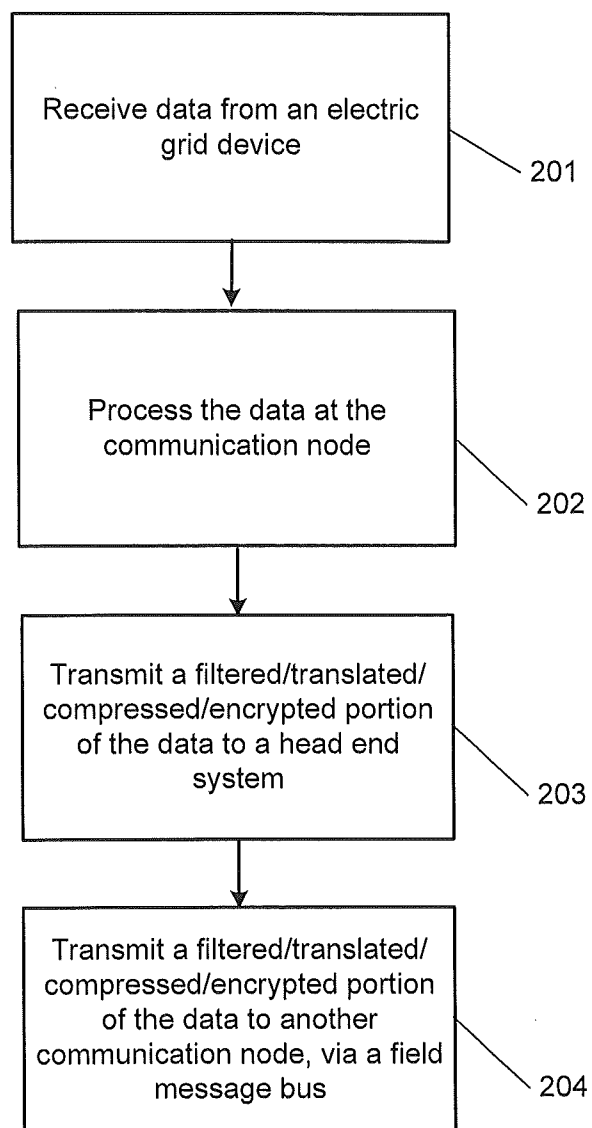 Receive data from an electric
grid device
201
Process the data at the
communication node
202
Transmit a filtered/translated/
compressed/encrypted portion
of the data to a head end
system
203
Transmit a filtered/translated/
compressed/encrypted portion
of the data to another
communication node, via a field
message bus
204